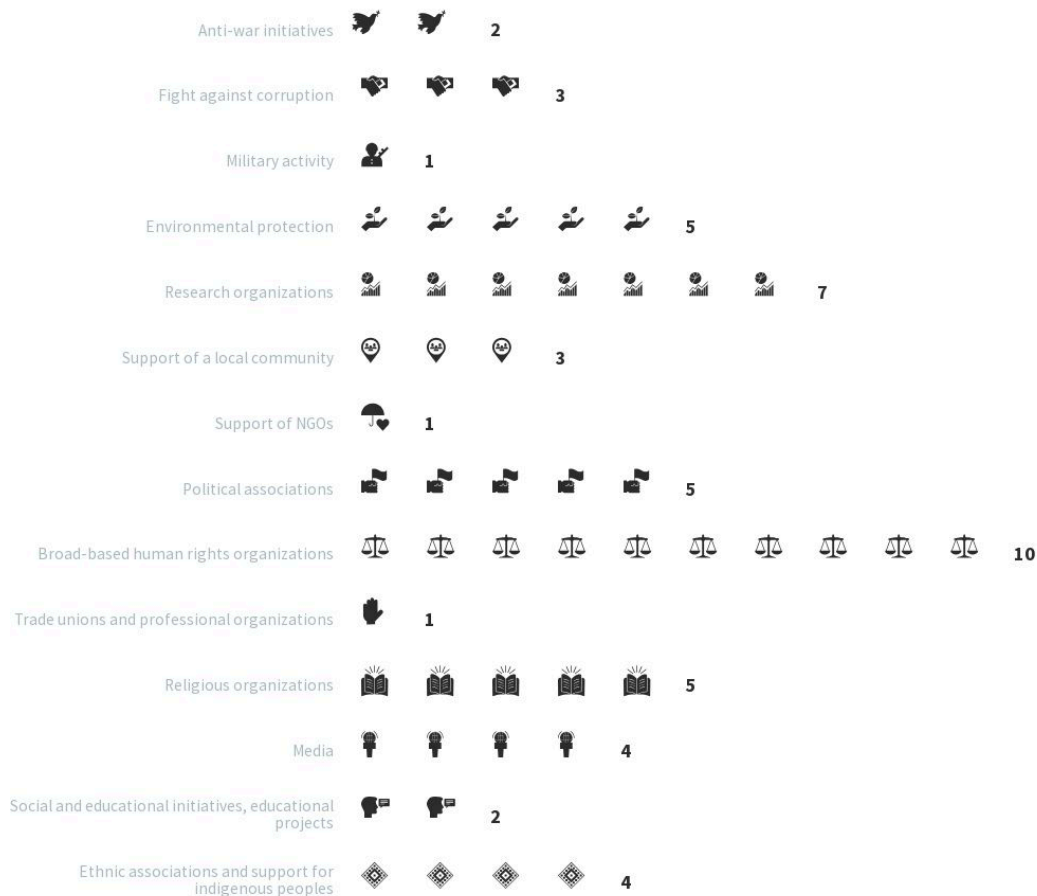 Anti-war initiatives 2
Fight against corruption 3
Military activity 1
Environmental protection 5
Research organizations 7
Support of a local community 3
Support of NGOs 1
Political associations 5
Broad-based human rights organizations 10
Trade unions and professional organizations 1
Religious organizations 5
Media 4
Social and educational initiatives, educational
projects 2
Ethnic associations and support for
indigenous peoples 4